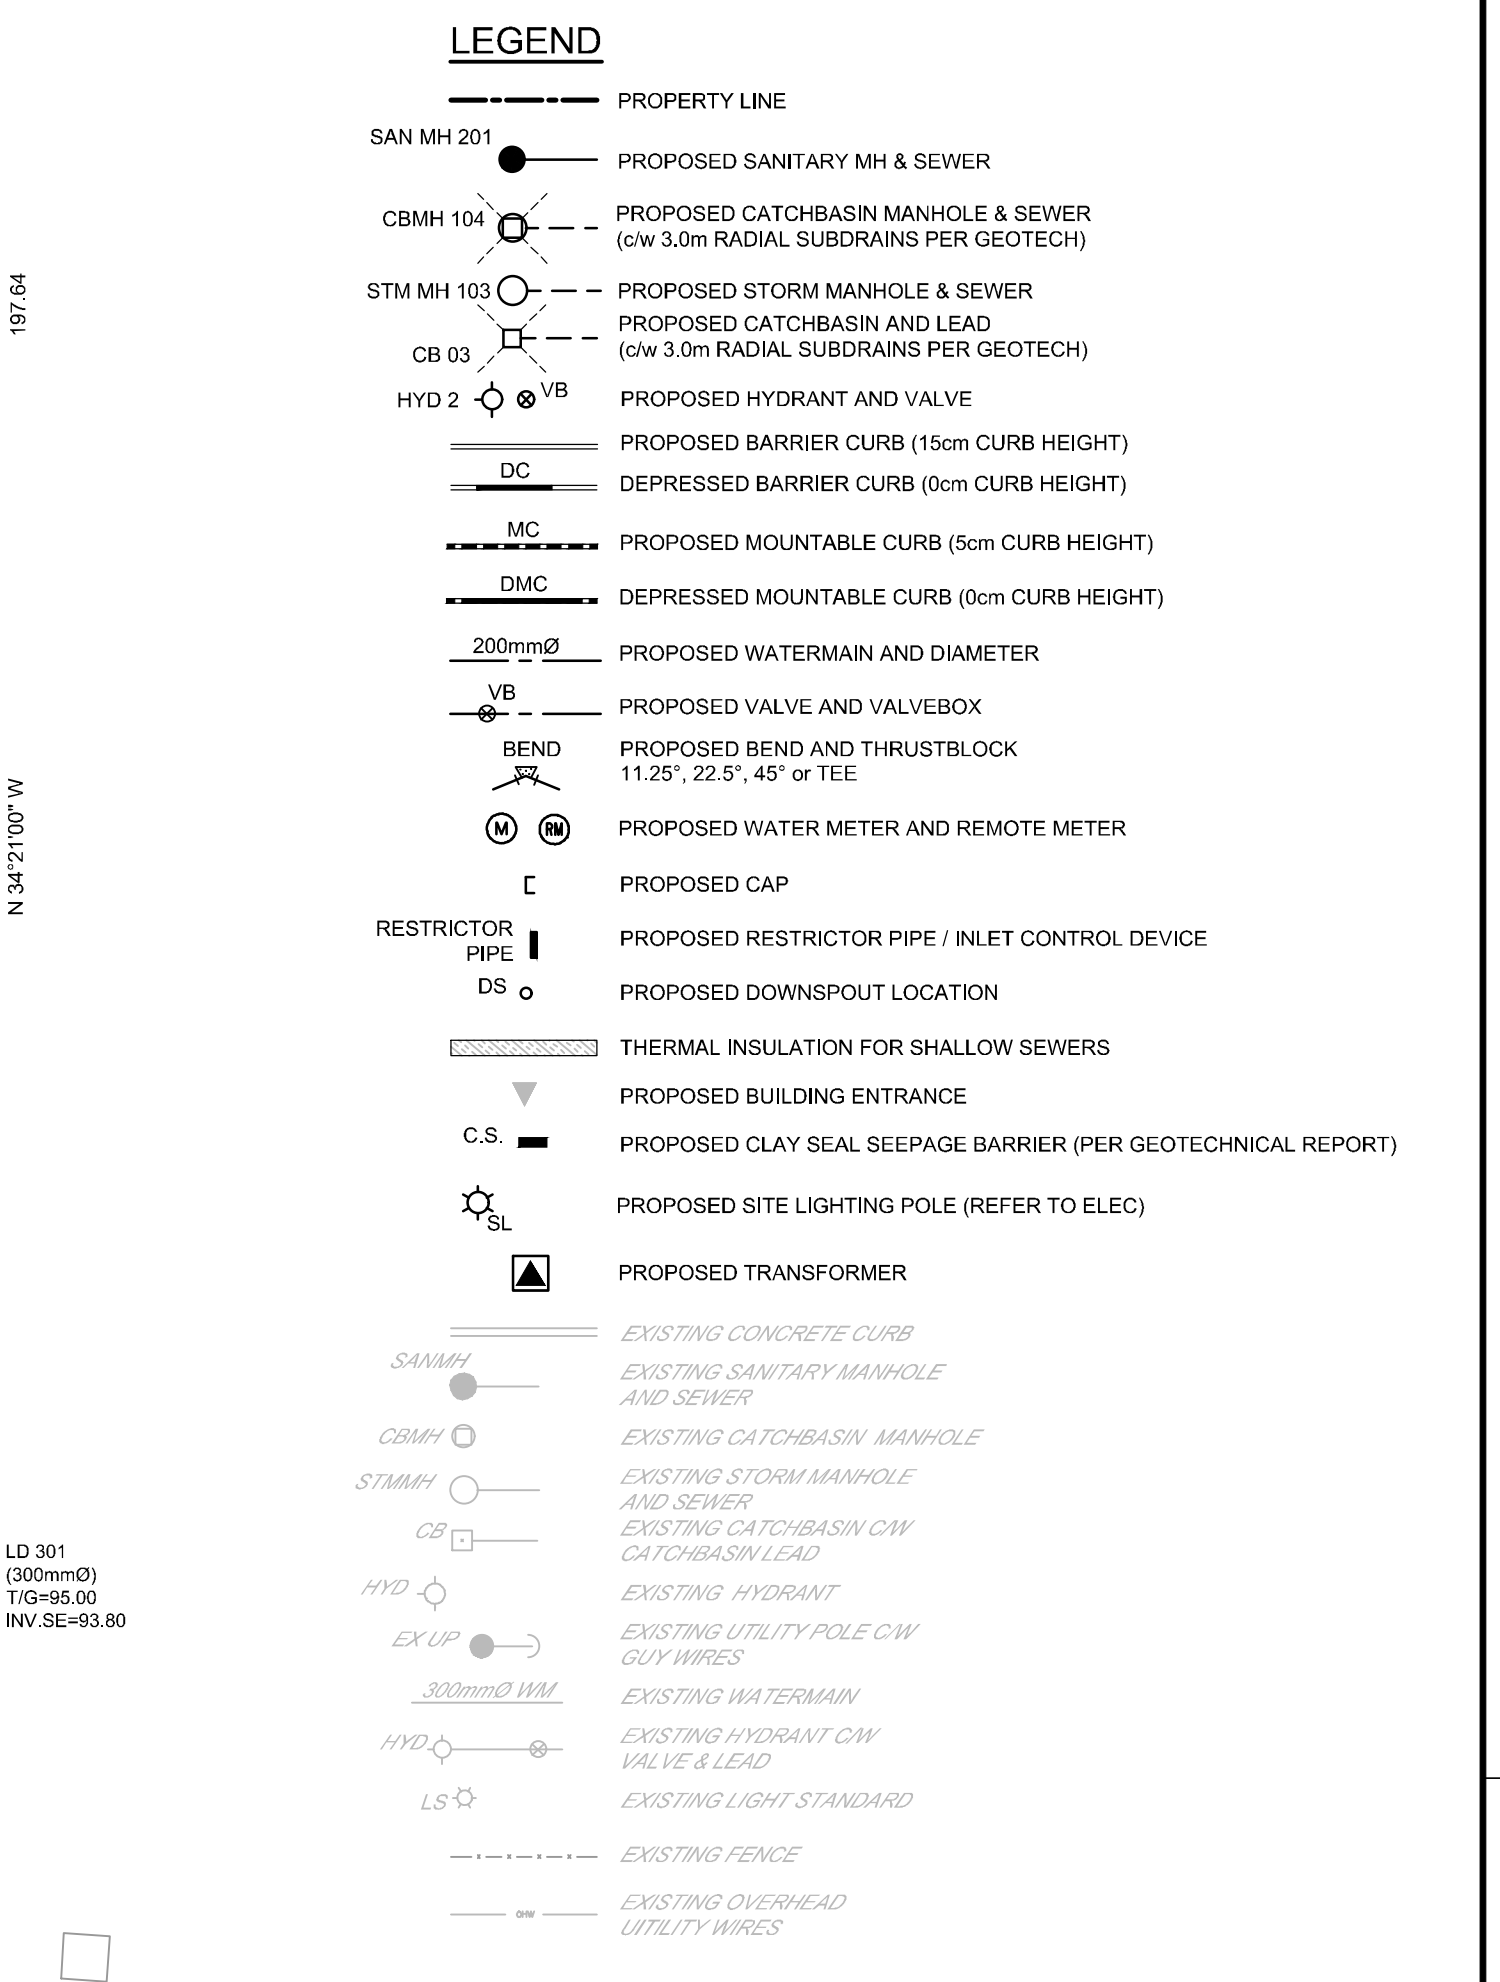 LEGEND
PROPERTY LINE
SAN MH 201
PROPOSED SANITARY MH & SEWER
CBMH 104
PROPOSED CATCHBASIN MANHOLE & SEWER
(c/w 3.0m RADIAL SUBDRAINS PER GEOTECH)
STM MH 103
PROPOSED STORM MANHOLE & SEWER
PROPOSED CATCHBASIN AND LEAD
(c/w 3.0m RADIAL SUBDRAINS PER GEOTECH)
CB 03
HYD 2
VB
PROPOSED HYDRANT AND VALVE
PROPOSED BARRIER CURB (15cm CURB HEIGHT)
DC
DEPRESSED BARRIER CURB (0cm CURB HEIGHT)
MC
PROPOSED MOUNTABLE CURB (5cm CURB HEIGHT)
DMC
DEPRESSED MOUNTABLE CURB (0cm CURB HEIGHT)
200mmØ
PROPOSED WATERMAIN AND DIAMETER
VB
PROPOSED VALVE AND VALVEBOX
BEND
PROPOSED BEND AND THRUSTBLOCK
11.25°, 22.5°, 45° or TEE
M
RM
PROPOSED WATER METER AND REMOTE METER
PROPOSED CAP
RESTRICTOR
PIPE
PROPOSED RESTRICTOR PIPE / INLET CONTROL DEVICE
DS
PROPOSED DOWNSPOUT LOCATION
THERMAL INSULATION FOR SHALLOW SEWERS
PROPOSED BUILDING ENTRANCE
C.S.
PROPOSED CLAY SEAL SEEPAGE BARRIER (PER GEOTECHNICAL REPORT)
SL
PROPOSED SITE LIGHTING POLE (REFER TO ELEC)
PROPOSED TRANSFORMER
EXISTING CONCRETE CURB
SANMH
EXISTING SANITARY MANHOLE
AND SEWER
CBMH
EXISTING CATCHBASIN MANHOLE
STMMH
EXISTING STORM MANHOLE
AND SEWER
CB
EXISTING CATCHBASIN C/W
CATCHBASIN LEAD
HYD
EXISTING HYDRANT
EX UP
EXISTING UTILITY POLE C/W
GUY WIRES
300mmØ WM
EXISTING WATERMAIN
HYD
EXISTING HYDRANT C/W
VALVE & LEAD
LS
EXISTING LIGHT STANDARD
EXISTING FENCE
OHW
EXISTING OVERHEAD
UITILITY WIRES
197.64
N 34°21'00" W
LD 301
(300mmØ)
T/G=95.00
INV.SE=93.80